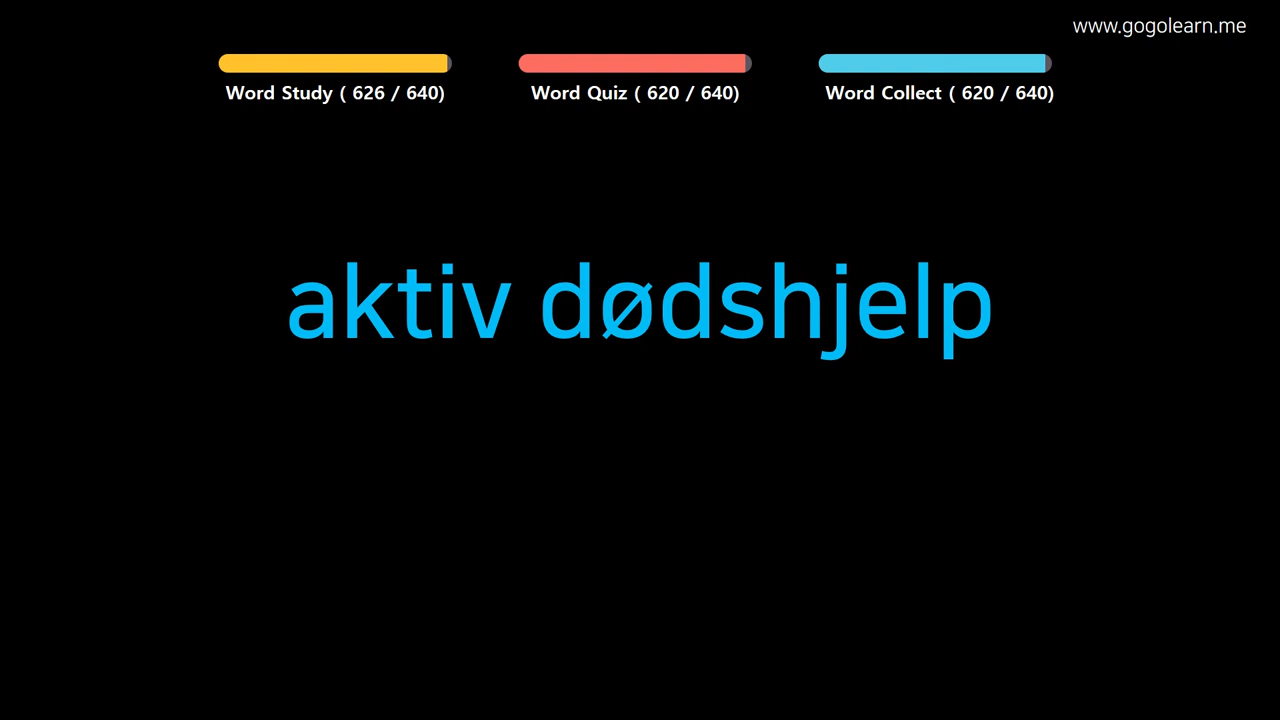 www.gogolearn.me
Word Study ( 626 / 640)
Word Quiz ( 620 / 640)
Word Collect ( 620 / 640)
aktiv dødshjelp